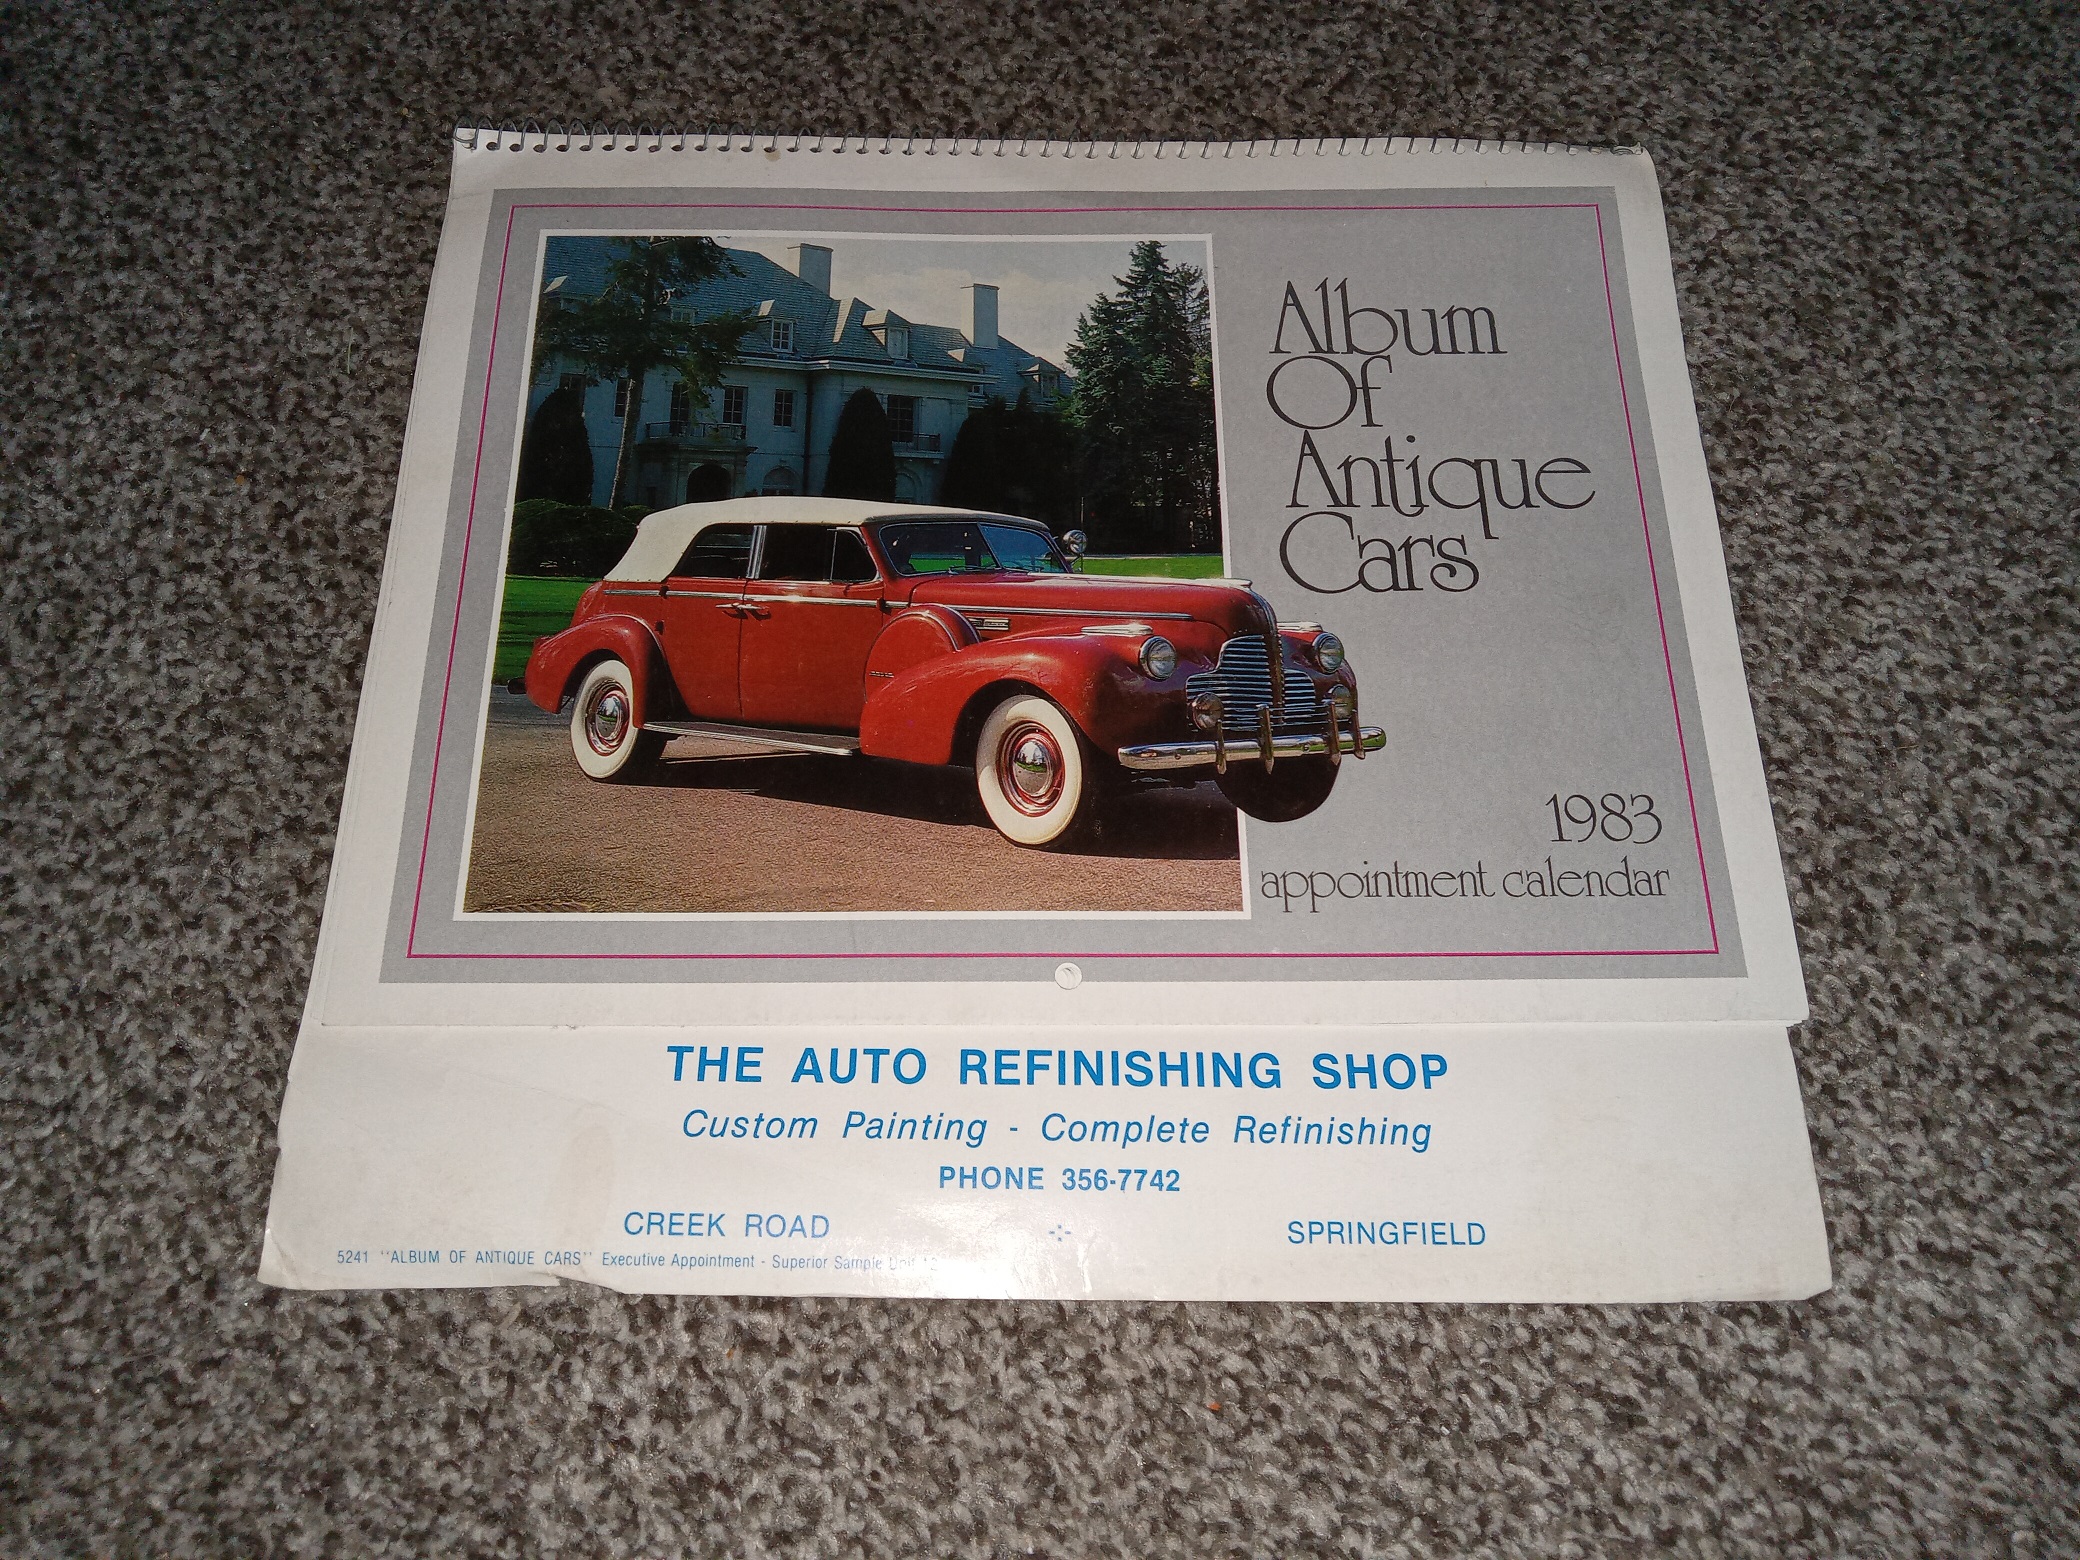 Album
Of
Antique
Cars
1983
appointment calendar
THE AUTO REFINISHING SHOP
Custom Painting - Complete Refinishing
PHONE 356-7742
CREEK ROAD SPRINGFIELD
5241 "ALBUM OF ANTIQUE CARS" Executive Appointment - Superior Sample